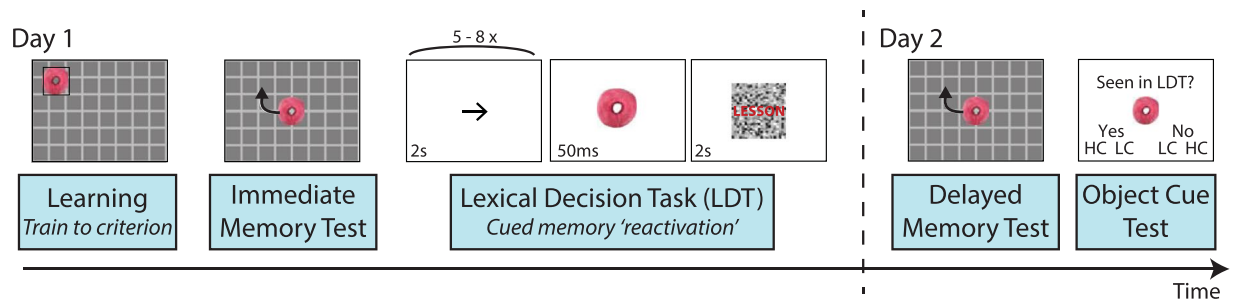 Day 1
5 - 8 x
Day 2
Seen in LDT?
LESSON
Yes No
HC LC LC HC
2s
50ms
2s
Learning
Train to criterion
Immediate
Memory Test
Lexical Decision Task (LDT)
Cued memory ‘reactivation’
Delayed
Memory Test
Object Cue
Test
Time